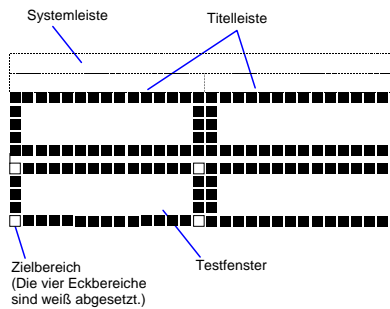 Systemleiste
Titelleiste
Zielbereich
(Die vier Eckbereiche
sind weiß abgesetzt.)
Testfenster